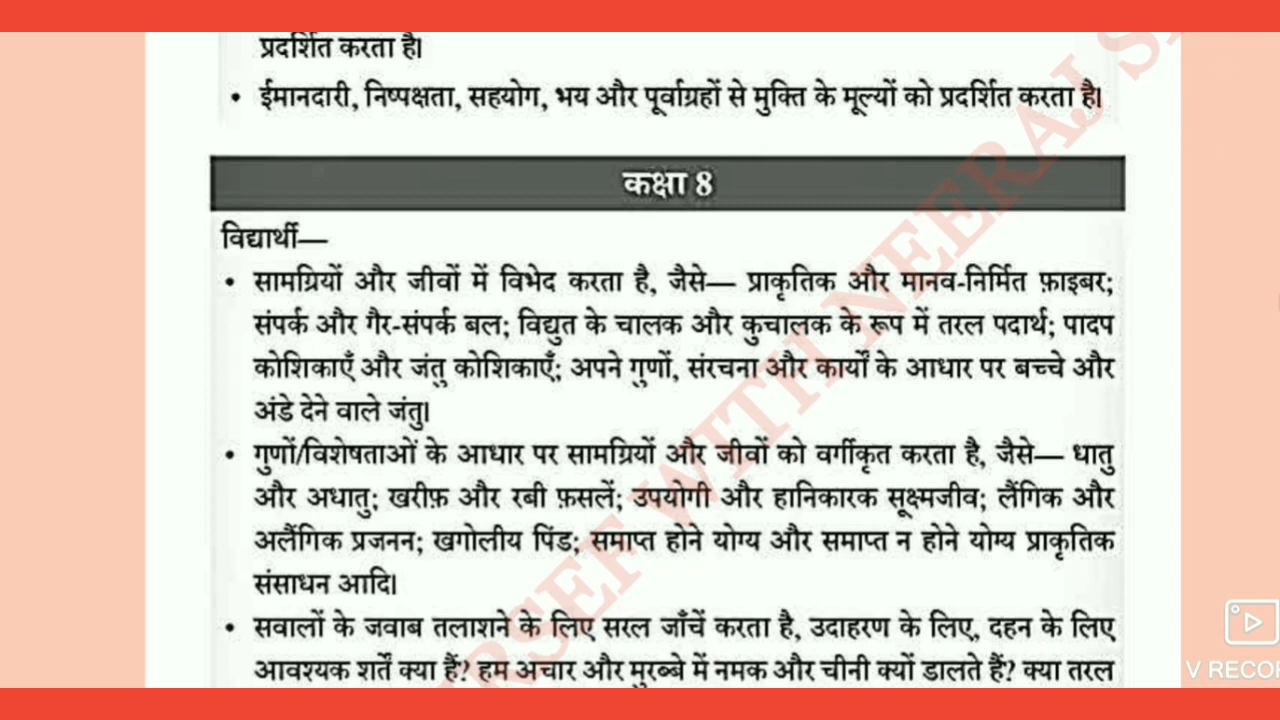 प्रदर्शित करता है।
• ईमानदारी, निष्पक्षता, सहयोग, भय और पूर्वाग्रहों से मुक्ति के मूल्यों को प्रदर्शित करता है।
कक्षा 8
विद्यार्थी—
• सामग्रियों और जीवों में विभेद करता है, जैसे— प्राकृतिक और मानव-निर्मित फ़ाइबर;
संपर्क और गैर-संपर्क बल; विद्युत के चालक और कुचालक के रूप में तरल पदार्थ; पादप
कोशिकाएँ और जंतु कोशिकाएँ; अपने गुणों, संरचना और कार्यों के आधार पर बच्चे और
अंडे देने वाले जंतु।
• गुणों/विशेषताओं के आधार पर सामग्रियों और जीवों को वर्गीकृत करता है, जैसे— धातु
और अधातु; खरीफ़ और रबी फ़सलें; उपयोगी और हानिकारक सूक्ष्मजीव; लैंगिक और
अलैंगिक प्रजनन; खगोलीय पिंड; समाप्त होने योग्य और समाप्त न होने योग्य प्राकृतिक
संसाधन आदि।
• सवालों के जवाब तलाशने के लिए सरल जाँचें करता है, उदाहरण के लिए, दहन के लिए
आवश्यक शर्तें क्या हैं? हम अचार और मुरब्बे में नमक और चीनी क्यों डालते हैं? क्या तरल
URSEF WITH NEERAJ S
V RECOR